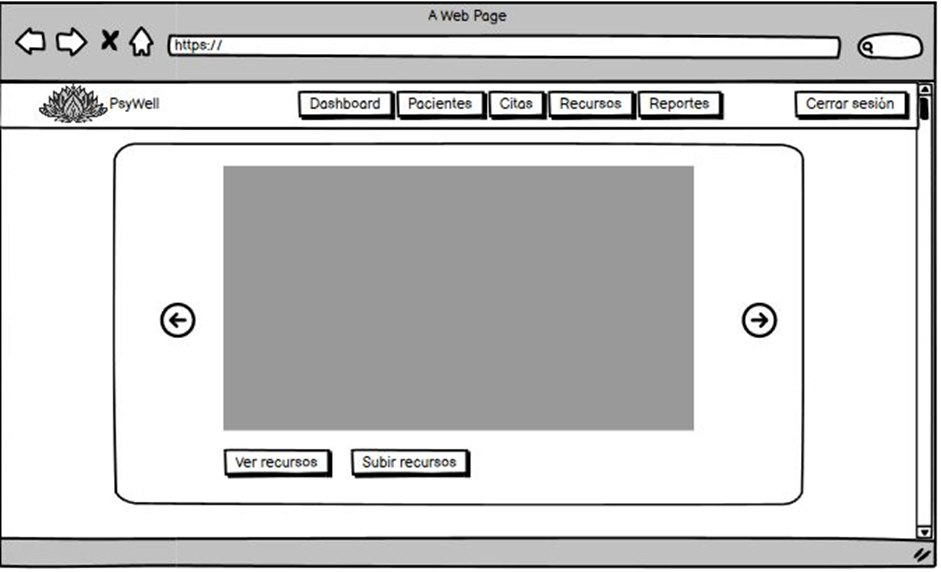 A Web Page
https://
PsyWell
Dashboard
Pacientes
Citas
Recursos
Reportes
Cerrar sesión
Ver recursos
Subir recursos